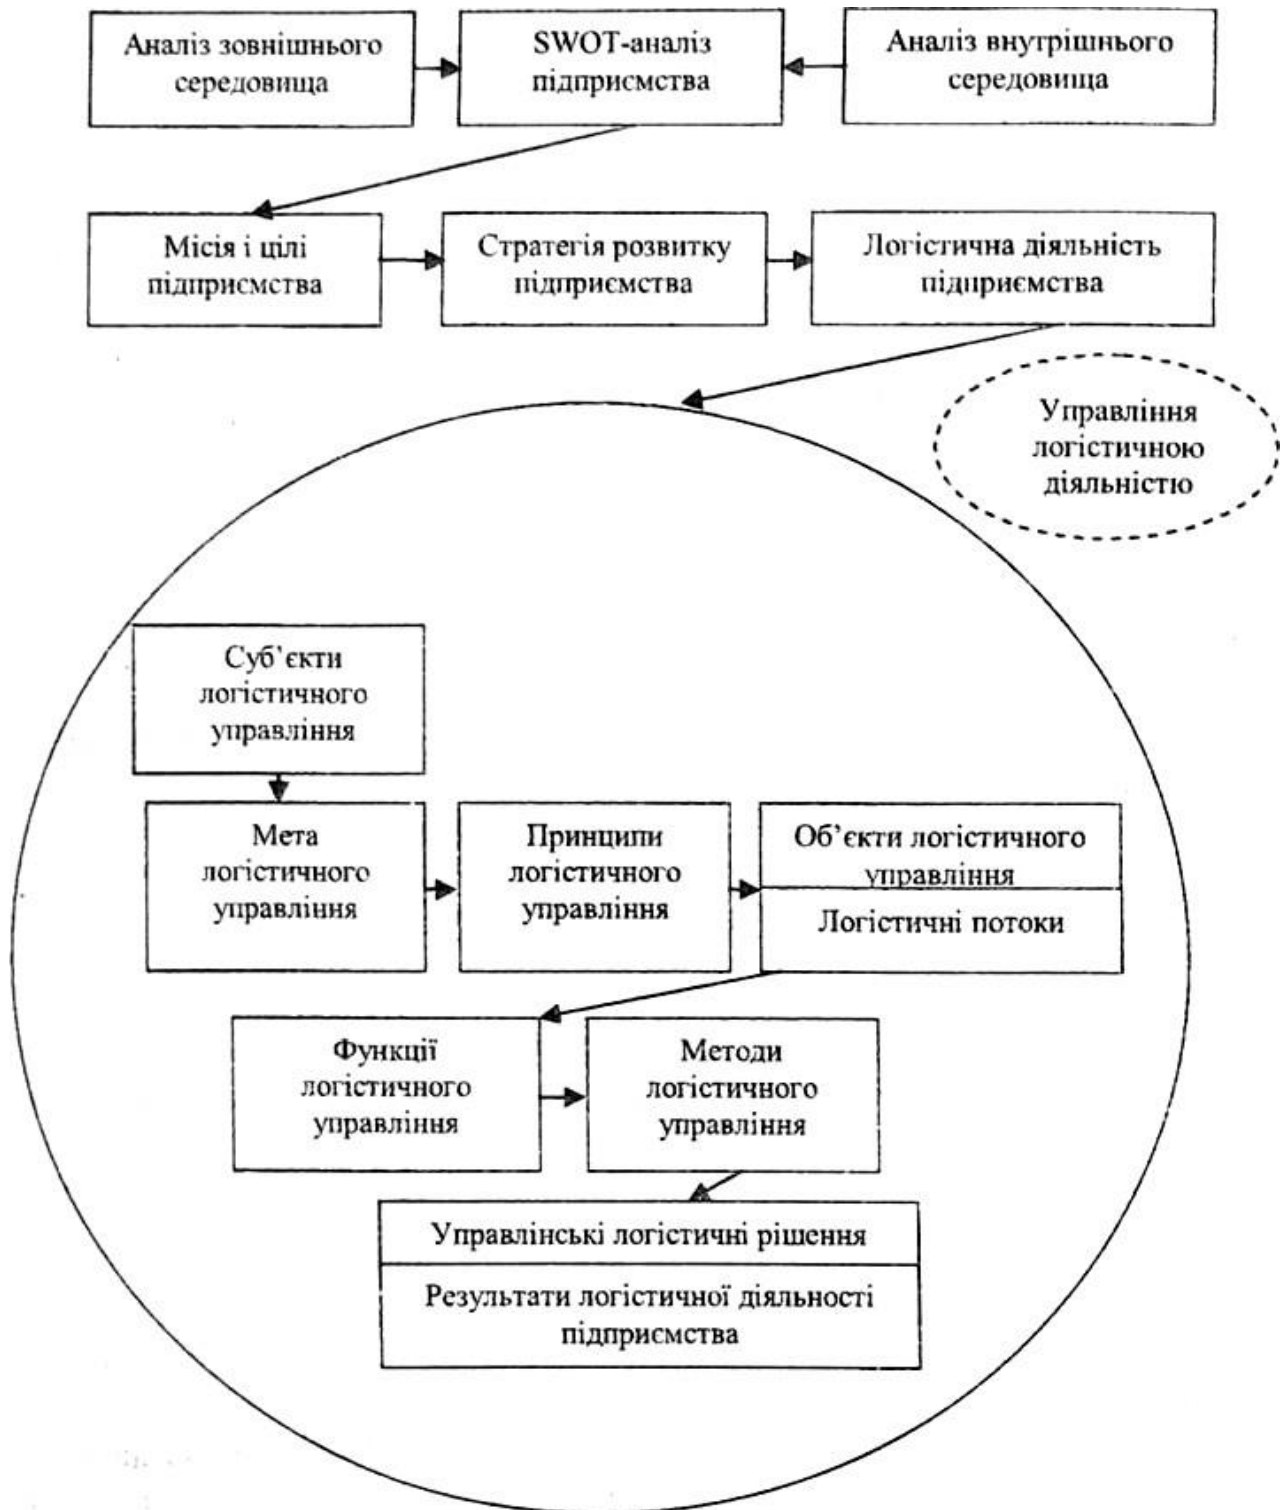 Аналіз зовнішнього
середовища
SWOT-аналіз
підприємства
Аналіз внутрішнього
середовища
Місія і цілі
підприємства
Стратегія розвитку
підприємства
Логістична діяльність
підприємства
Управління
логістичною
діяльністю
Суб’єкти
логістичного
управління
Мета
логістичного
управління
Принципи
логістичного
управління
Об’єкти логістичного
управління
Логістичні потоки
Функції
логістичного
управління
Методи
логістичного
управління
Управлінські логістичні рішення
Результати логістичної діяльності
підприємства